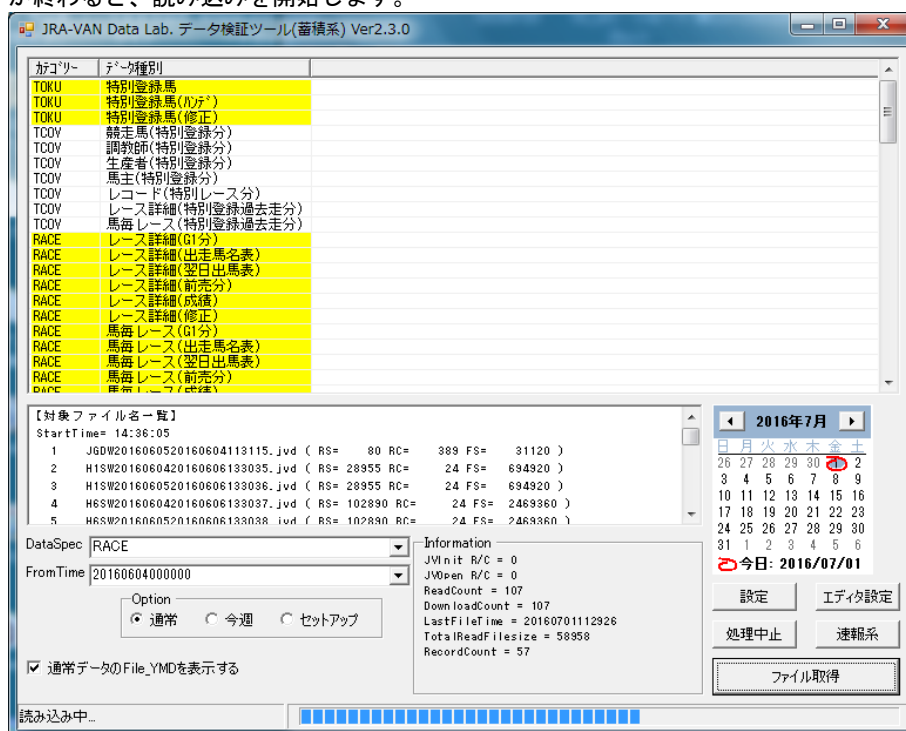 が終わると、読み込みを開始します。
JRA-VAN Data Lab. データ検証ツール(蓄積系) Ver2.3.0
ｶﾃｺﾞﾘｰ ﾃﾞｰﾀ種別
TOKU 特別登録馬
TOKU 特別登録馬(ﾊﾝﾃﾞ)
TOKU 特別登録馬(修正)
TCOV 競走馬(特別登録分)
TCOV 調教師(特別登録分)
TCOV 生産者(特別登録分)
TCOV 馬主(特別登録分)
TCOV レコード(特別レース分)
TCOV レース詳細(特別登録過去走分)
TCOV 馬毎レース(特別登録過去走分)
RACE レース詳細(G1分)
RACE レース詳細(出走馬名表)
RACE レース詳細(翌日出馬表)
RACE レース詳細(前売分)
RACE レース詳細(成績)
RACE レース詳細(修正)
RACE 馬毎レース(G1分)
RACE 馬毎レース(出走馬名表)
RACE 馬毎レース(翌日出馬表)
RACE 馬毎レース(前売分)
RACE 馬毎レース(成績)
【対象ファイル名一覧】
StartTime= 14:36:05
1 JGDW2016060520160604113115.jvd ( RS= 80 RC= 389 FS= 31120 )
2 H1SW2016060420160606133035.jvd ( RS= 28955 RC= 24 FS= 694920 )
3 H1SW2016060520160606133036.jvd ( RS= 28955 RC= 24 FS= 694920 )
4 H6SW2016060420160606133037.jvd ( RS= 102890 RC= 24 FS= 2469360 )
5 H6SW2016060520160606133038.jvd ( RS= 102890 RC= 24 FS= 2469360 )
2016年7月
日 月 火 水 木 金 土
26 27 28 29 30 1 2
3 4 5 6 7 8 9
10 11 12 13 14 15 16
17 18 19 20 21 22 23
24 25 26 27 28 29 30
31 1 2 3 4 5 6
今日: 2016/07/01
DataSpec RACE
FromTime 20160604000000
Option
通常 今週 セットアップ
通常データのFile_YMDを表示する
Information
JVInit R/C = 0
JVOpen R/C = 0
ReadCount = 107
DownloadCount = 107
LastFileTime = 20160701112926
TotalReadFilesize = 58958
RecordCount = 57
設定 エディタ設定
処理中止 速報系
ファイル取得
読み込み中...